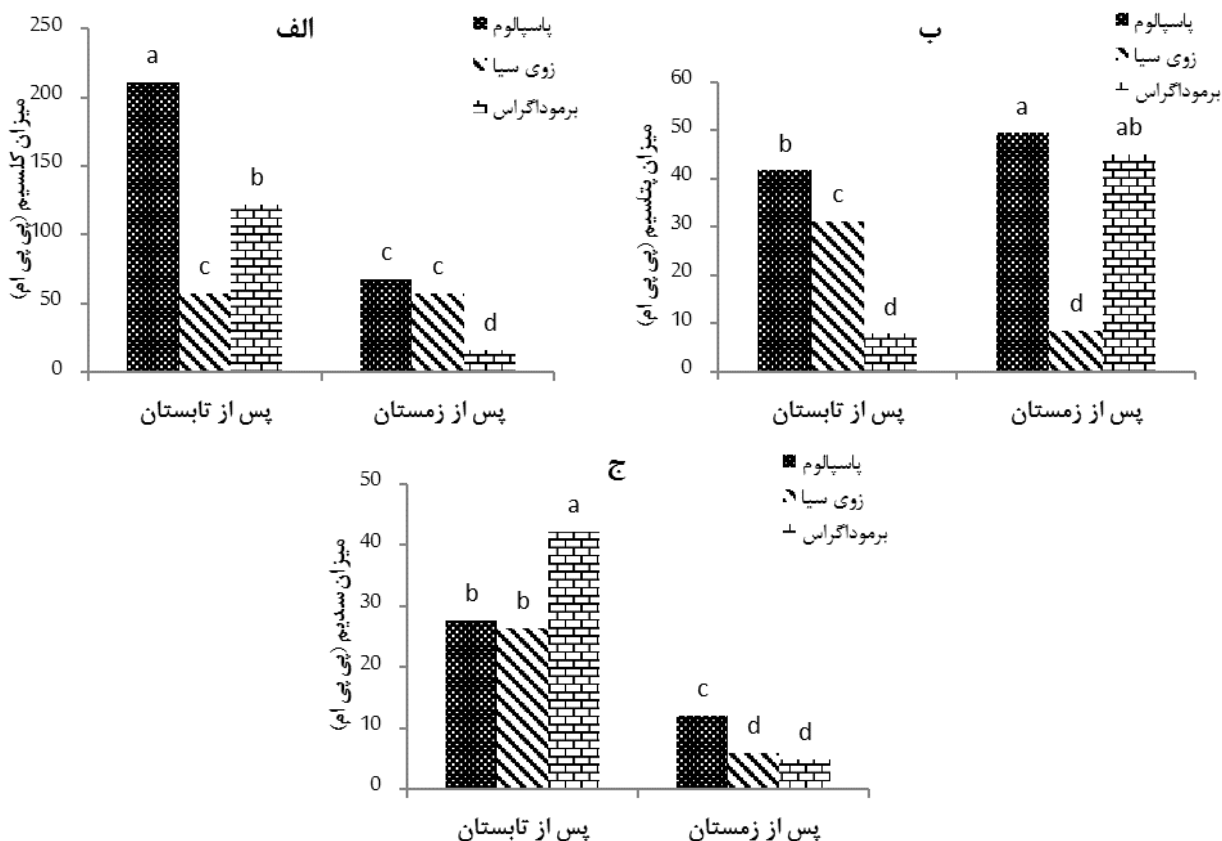 الف
پاسپالوم
زوی سیا
برموداگراس
میزان کلسیم (پی پی ام)
250
200
150
100
50
0
a
c
b
c
c
d
پس از تابستان
پس از زمستان
ب
پاسپالوم
زوی سیا
برموداگراس
میزان پتاسیم (پی پی ام)
60
50
40
30
20
10
0
b
c
d
a
d
ab
پس از تابستان
پس از زمستان
ج
پاسپالوم
زوی سیا
برموداگراس
میزان سدیم (پی پی ام)
50
40
30
20
10
0
b
b
a
c
d
d
پس از تابستان
پس از زمستان